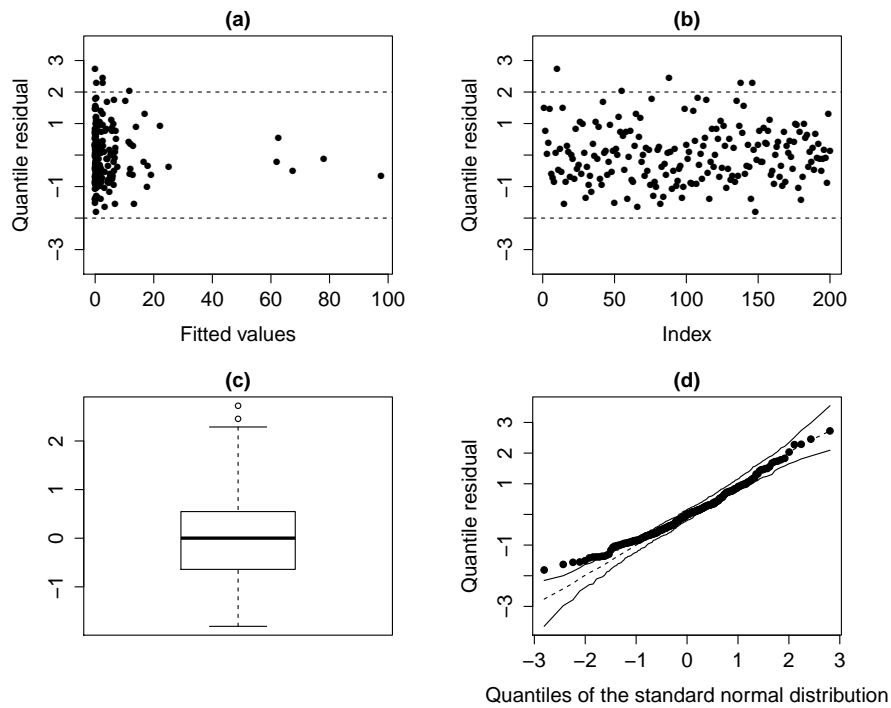 (a)
Quantile residual
3
2
1
−1
−3
0 20 40 60 80 100
Fitted values
(b)
Quantile residual
3
2
1
−1
−3
0 50 100 150 200
Index
(c)
2
1
0
−1
(d)
Quantile residual
3
2
1
−1
−3
−3 −2 −1 0 1 2 3
Quantiles of the standard normal distribution